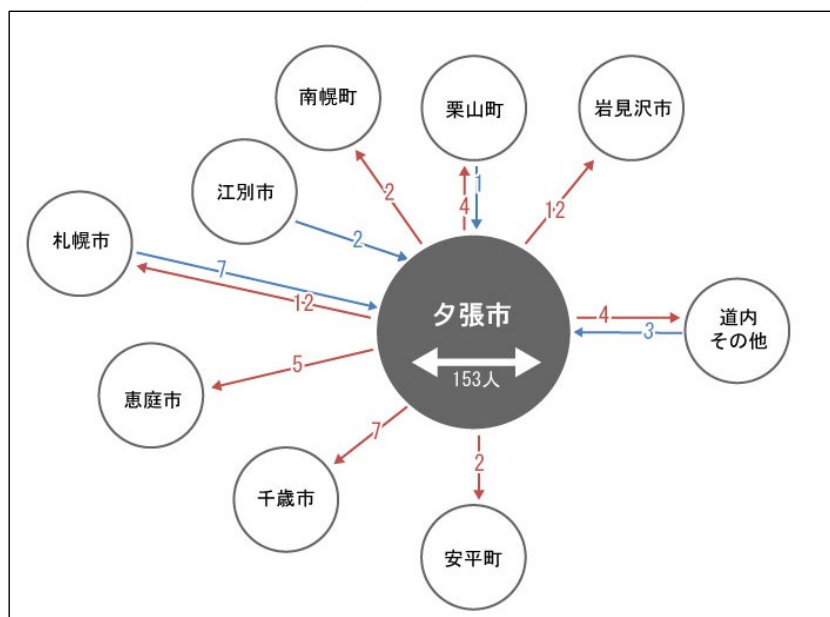 南幌町
栗山町
岩見沢市
江別市
2
1
4
12
札幌市
2
7
12
夕張市
153人
4
3
道内
その他
恵庭市
5
千歳市
7
2
安平町